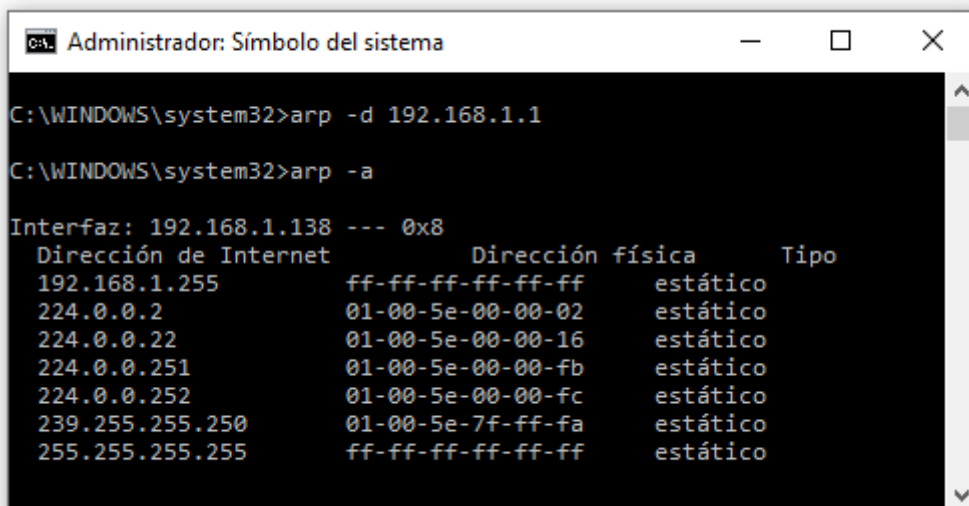 Administrador: Símbolo del sistema
C:\WINDOWS\system32>arp -d 192.168.1.1
C:\WINDOWS\system32>arp -a
Interfaz: 192.168.1.138 --- 0x8
Dirección de Internet Dirección física Tipo
192.168.1.255 ff-ff-ff-ff-ff-ff estático
224.0.0.2 01-00-5e-00-00-02 estático
224.0.0.22 01-00-5e-00-00-16 estático
224.0.0.251 01-00-5e-00-00-fb estático
224.0.0.252 01-00-5e-00-00-fc estático
239.255.255.250 01-00-5e-7f-ff-fa estático
255.255.255.255 ff-ff-ff-ff-ff-ff estático